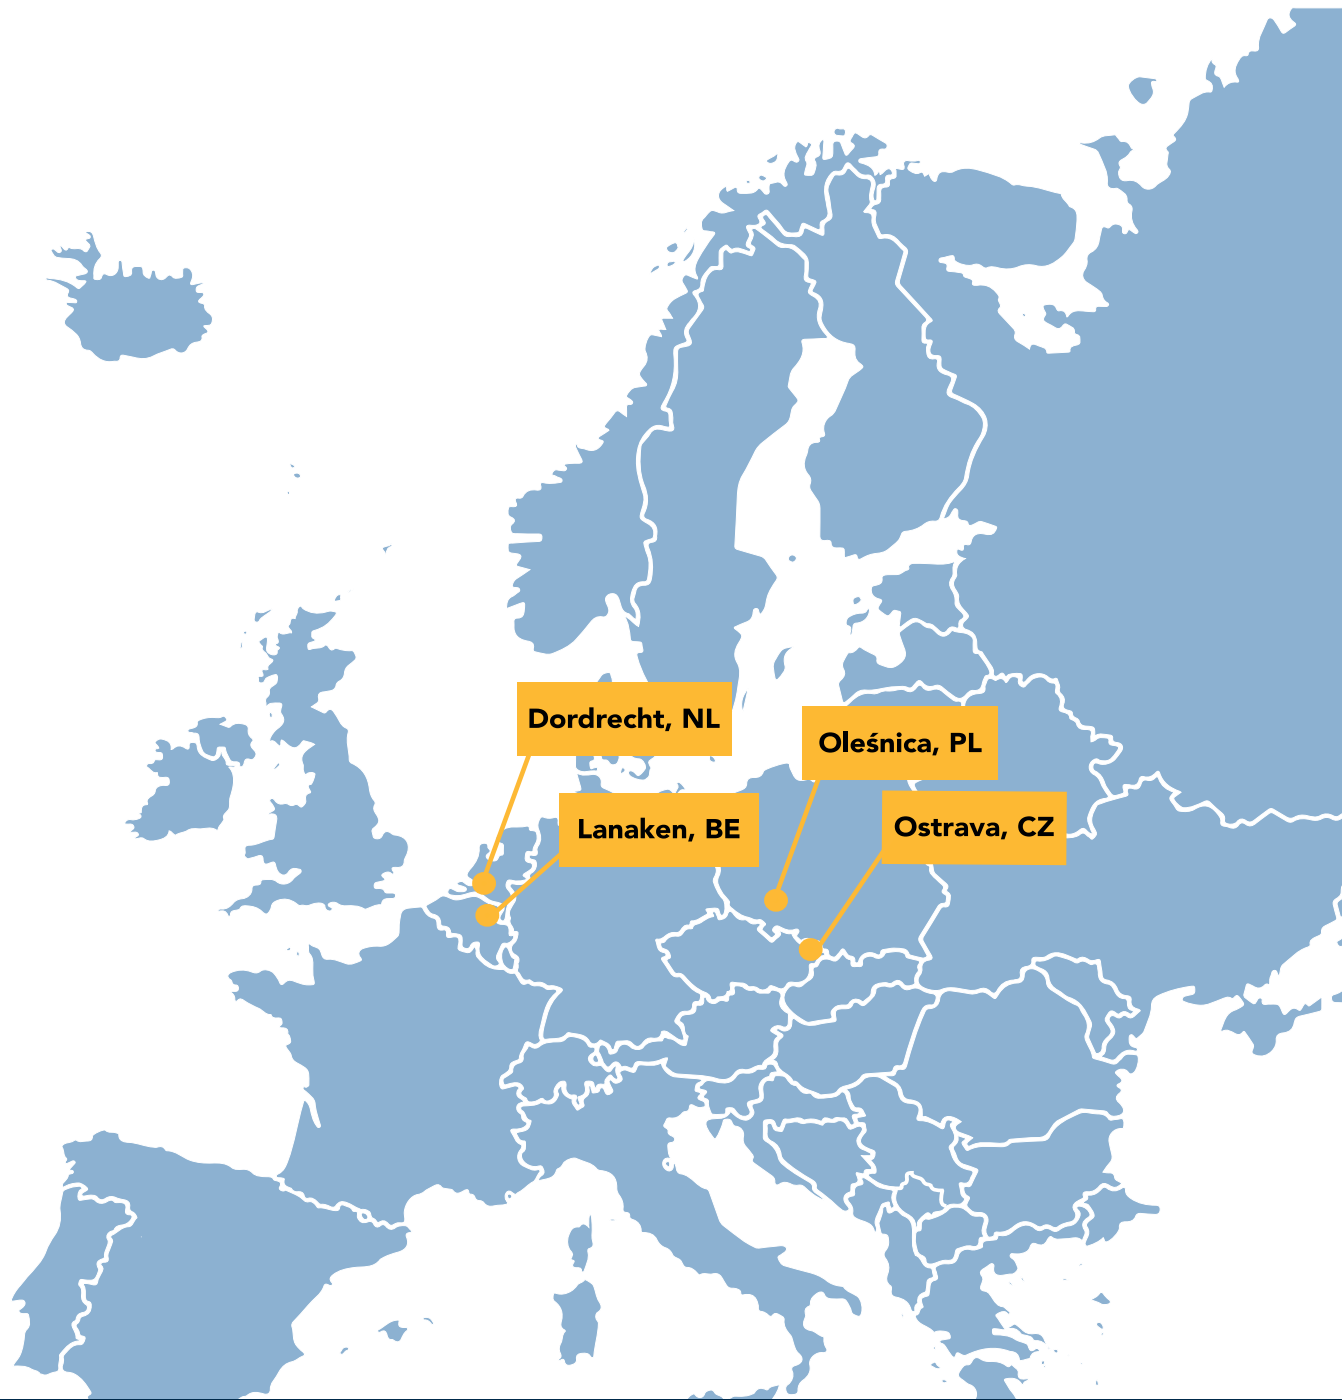 Dordrecht, NL
Oleśnica, PL
Lanaken, BE
Ostrava, CZ